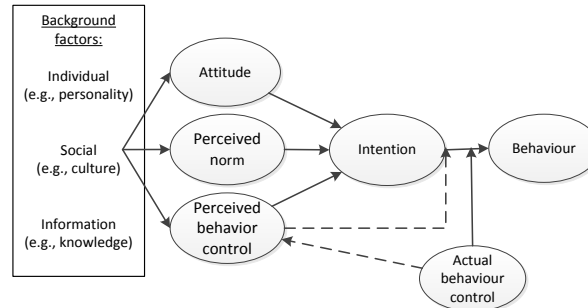 Background
factors:
Individual
(e.g., personality)
Social
(e.g., culture)
Information
(e.g., knowledge)
Attitude
Perceived
norm
Perceived
behavior
control
Intention
Behaviour
Actual
behaviour
control